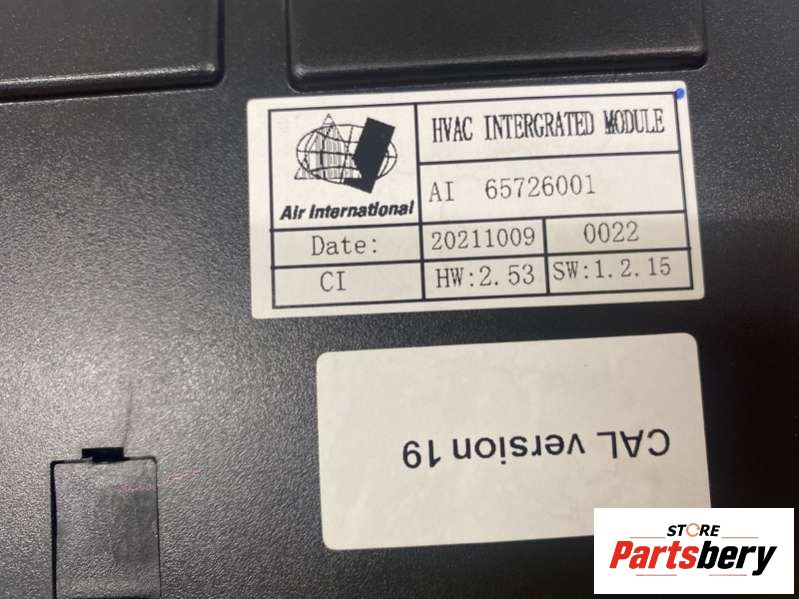 HVAC INTERGRATED MODULE
Air International
AI 65726001
Date: 20211009 0022
CI HW:2.53 SW:1.2.15
CAL version 19
STORE
Partsbery